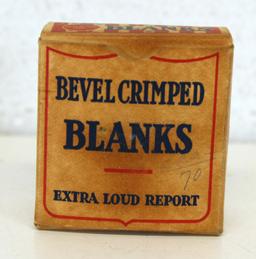 BEVEL CRIMPED
BLANKS
70
EXTRA LOUD REPORT